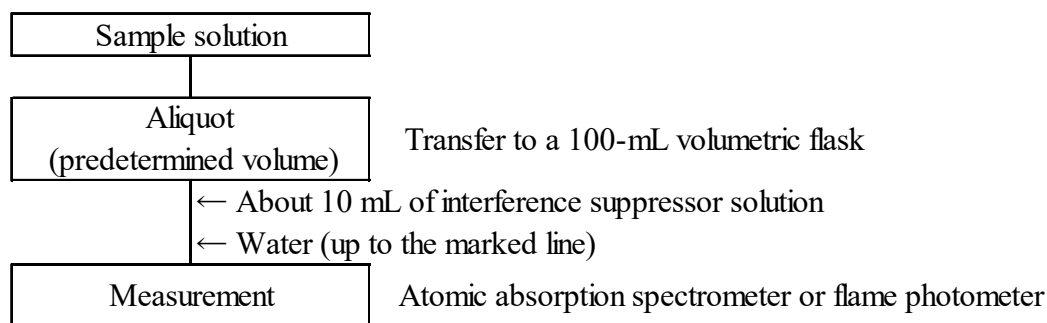 Sample solution
Aliquot
(predetermined volume)
Transfer to a 100-mL volumetric flask
← About 10 mL of interference suppressor solution
← Water (up to the marked line)
Measurement
Atomic absorption spectrometer or flame photometer